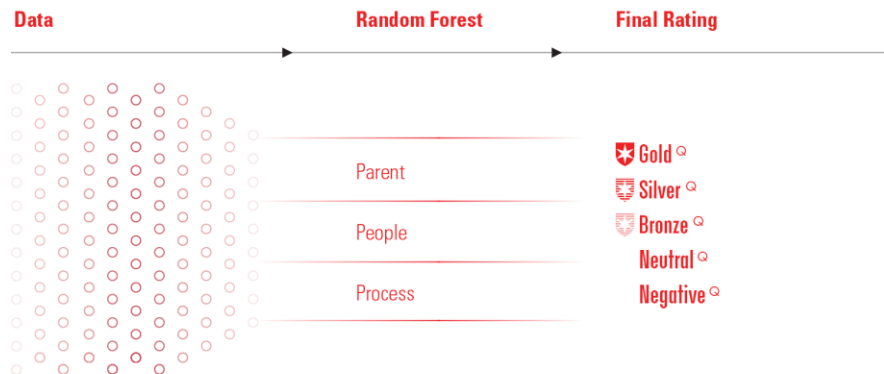 Data
Random Forest
Final Rating
Parent
People
Process
Gold Q
Silver Q
Bronze Q
Neutral Q
Negative Q